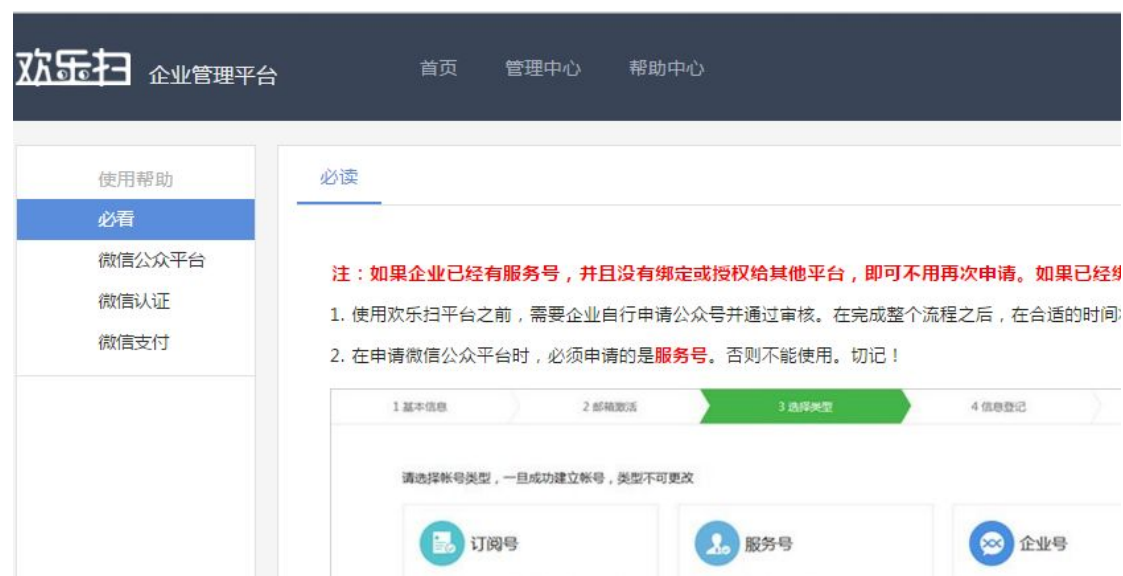 欢乐扫 企业管理平台 首页 管理中心 帮助中心
使用帮助
必看
微信公众平台
微信认证
微信支付
必读
注：如果企业已经有服务号，并且没有绑定或授权给其他平台，即可不用再次申请。如果已经绑
1. 使用欢乐扫平台之前，需要企业自行申请公众号并通过审核。在完成整个流程之后，在合适的时间
2. 在申请微信公众平台时，必须申请的是服务号。否则不能使用。切记！
1 基本信息 2 邮箱激活 3 选择类型 4 信息登记
请选择帐号类型，一旦成功建立帐号，类型不可更改
订阅号 服务号 企业号